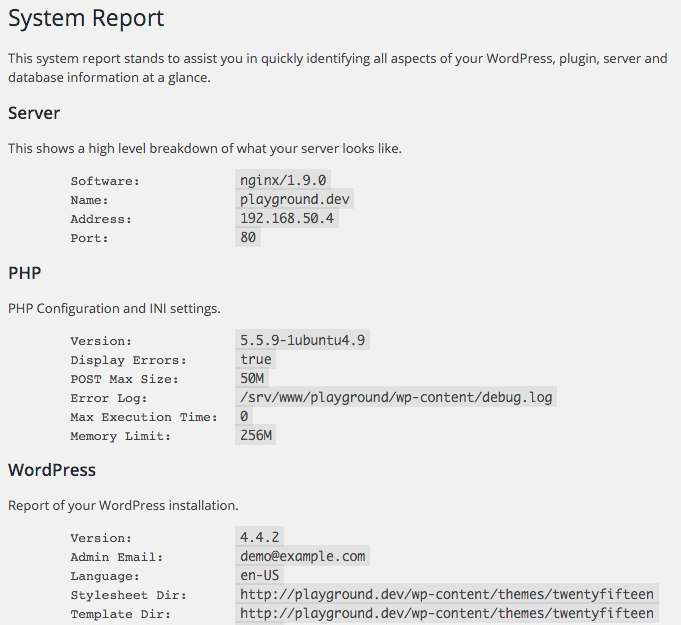 System Report
This system report stands to assist you in quickly identifying all aspects of your WordPress, plugin, server and
database information at a glance.
Server
This shows a high level breakdown of what your server looks like.
Software: nginx/1.9.0
Name: playground.dev
Address: 192.168.50.4
Port: 80
PHP
PHP Configuration and INI settings.
Version: 5.5.9-1ubuntu4.9
Display Errors: true
POST Max Size: 50M
Error Log: /srv/www/playground/wp-content/debug.log
Max Execution Time: 0
Memory Limit: 256M
WordPress
Report of your WordPress installation.
Version: 4.4.2
Admin Email: demo@example.com
Language: en-US
Stylesheet Dir: http://playground.dev/wp-content/themes/twentyfifteen
Template Dir: http://playground.dev/wp-content/themes/twentyfifteen